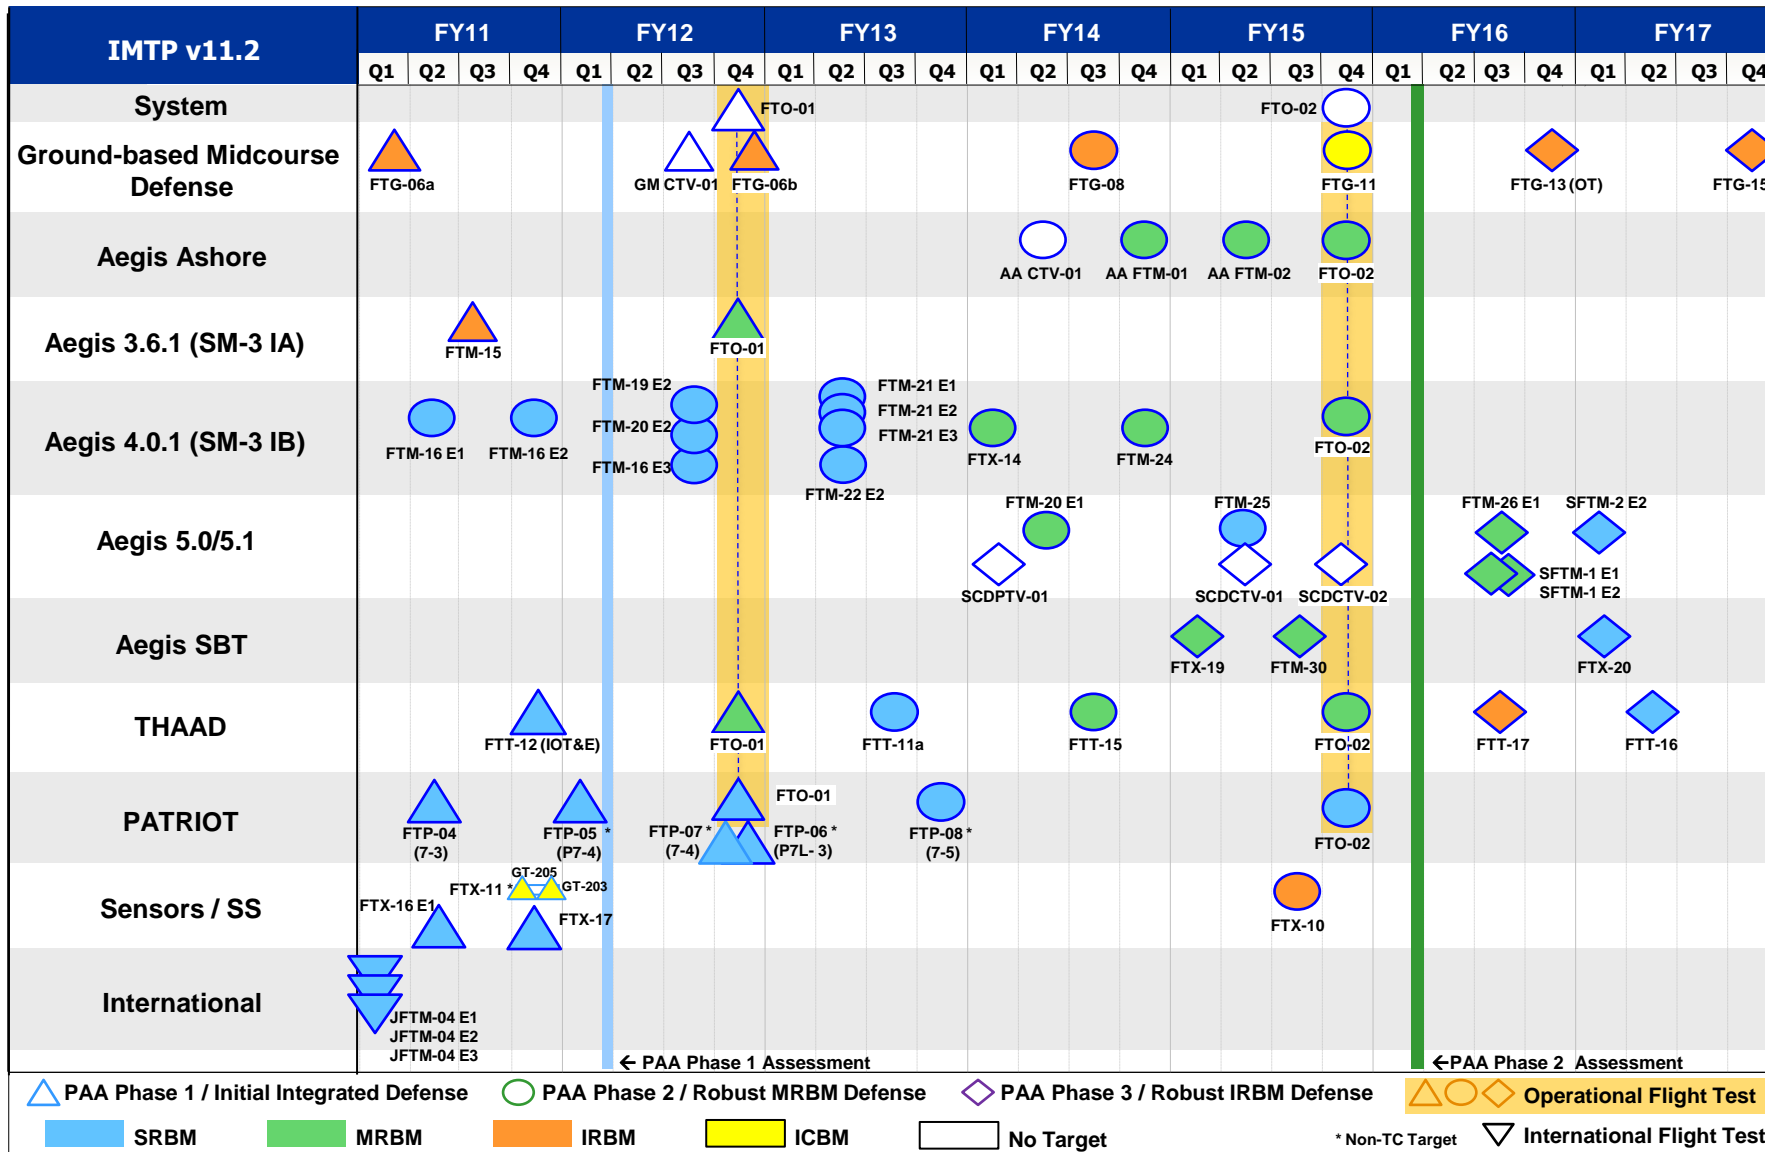 IMTP v11.2
FY11 FY12 FY13 FY14 FY15 FY16 FY17
Q1 Q2 Q3 Q4 Q1 Q2 Q3 Q4 Q1 Q2 Q3 Q4 Q1 Q2 Q3 Q4 Q1 Q2 Q3 Q4 Q1 Q2 Q3 Q4 Q1 Q2 Q3 Q4
System
FTO-01
FTO-02
Ground-based Midcourse
Defense
FTG-06a
GM CTV-01
FTG-06b
FTG-08
FTG-11
FTG-13 (OT)
FTG-15
Aegis Ashore
AA CTV-01
AA FTM-01
AA FTM-02
FTO-02
Aegis 3.6.1 (SM-3 IA)
FTM-15
FTO-01
Aegis 4.0.1 (SM-3 IB)
FTM-16 E1
FTM-16 E2
FTM-19 E2
FTM-20 E2
FTM-16 E3
FTM-21 E1
FTM-21 E2
FTM-21 E3
FTM-22 E2
FTX-14
FTM-24
FTO-02
Aegis 5.0/5.1
FTM-20 E1
SCDPTV-01
FTM-25
SCDCTV-01
SCDCTV-02
FTM-26 E1
SFTM-2 E2
SFTM-1 E1
SFTM-1 E2
Aegis SBT
FTX-19
FTM-30
FTX-20
THAAD
FTT-12 (IOT&E)
FTO-01
FTT-11a
FTT-15
FTO-02
FTT-17
FTT-16
PATRIOT
FTP-04
(7-3)
FTP-05 *
(P7-4)
FTP-07 *
(7-4)
FTO-01
FTP-06 *
(P7L- 3)
FTP-08 *
(7-5)
FTO-02
Sensors / SS
FTX-16 E1
FTX-11 *
GT-205
GT-203
FTX-17
FTX-10
International
JFTM-04 E1
JFTM-04 E2
JFTM-04 E3
← PAA Phase 1 Assessment
←PAA Phase 2 Assessment
PAA Phase 1 / Initial Integrated Defense
PAA Phase 2 / Robust MRBM Defense
PAA Phase 3 / Robust IRBM Defense
Operational Flight Test
SRBM
MRBM
IRBM
ICBM
No Target
* Non-TC Target
International Flight Test